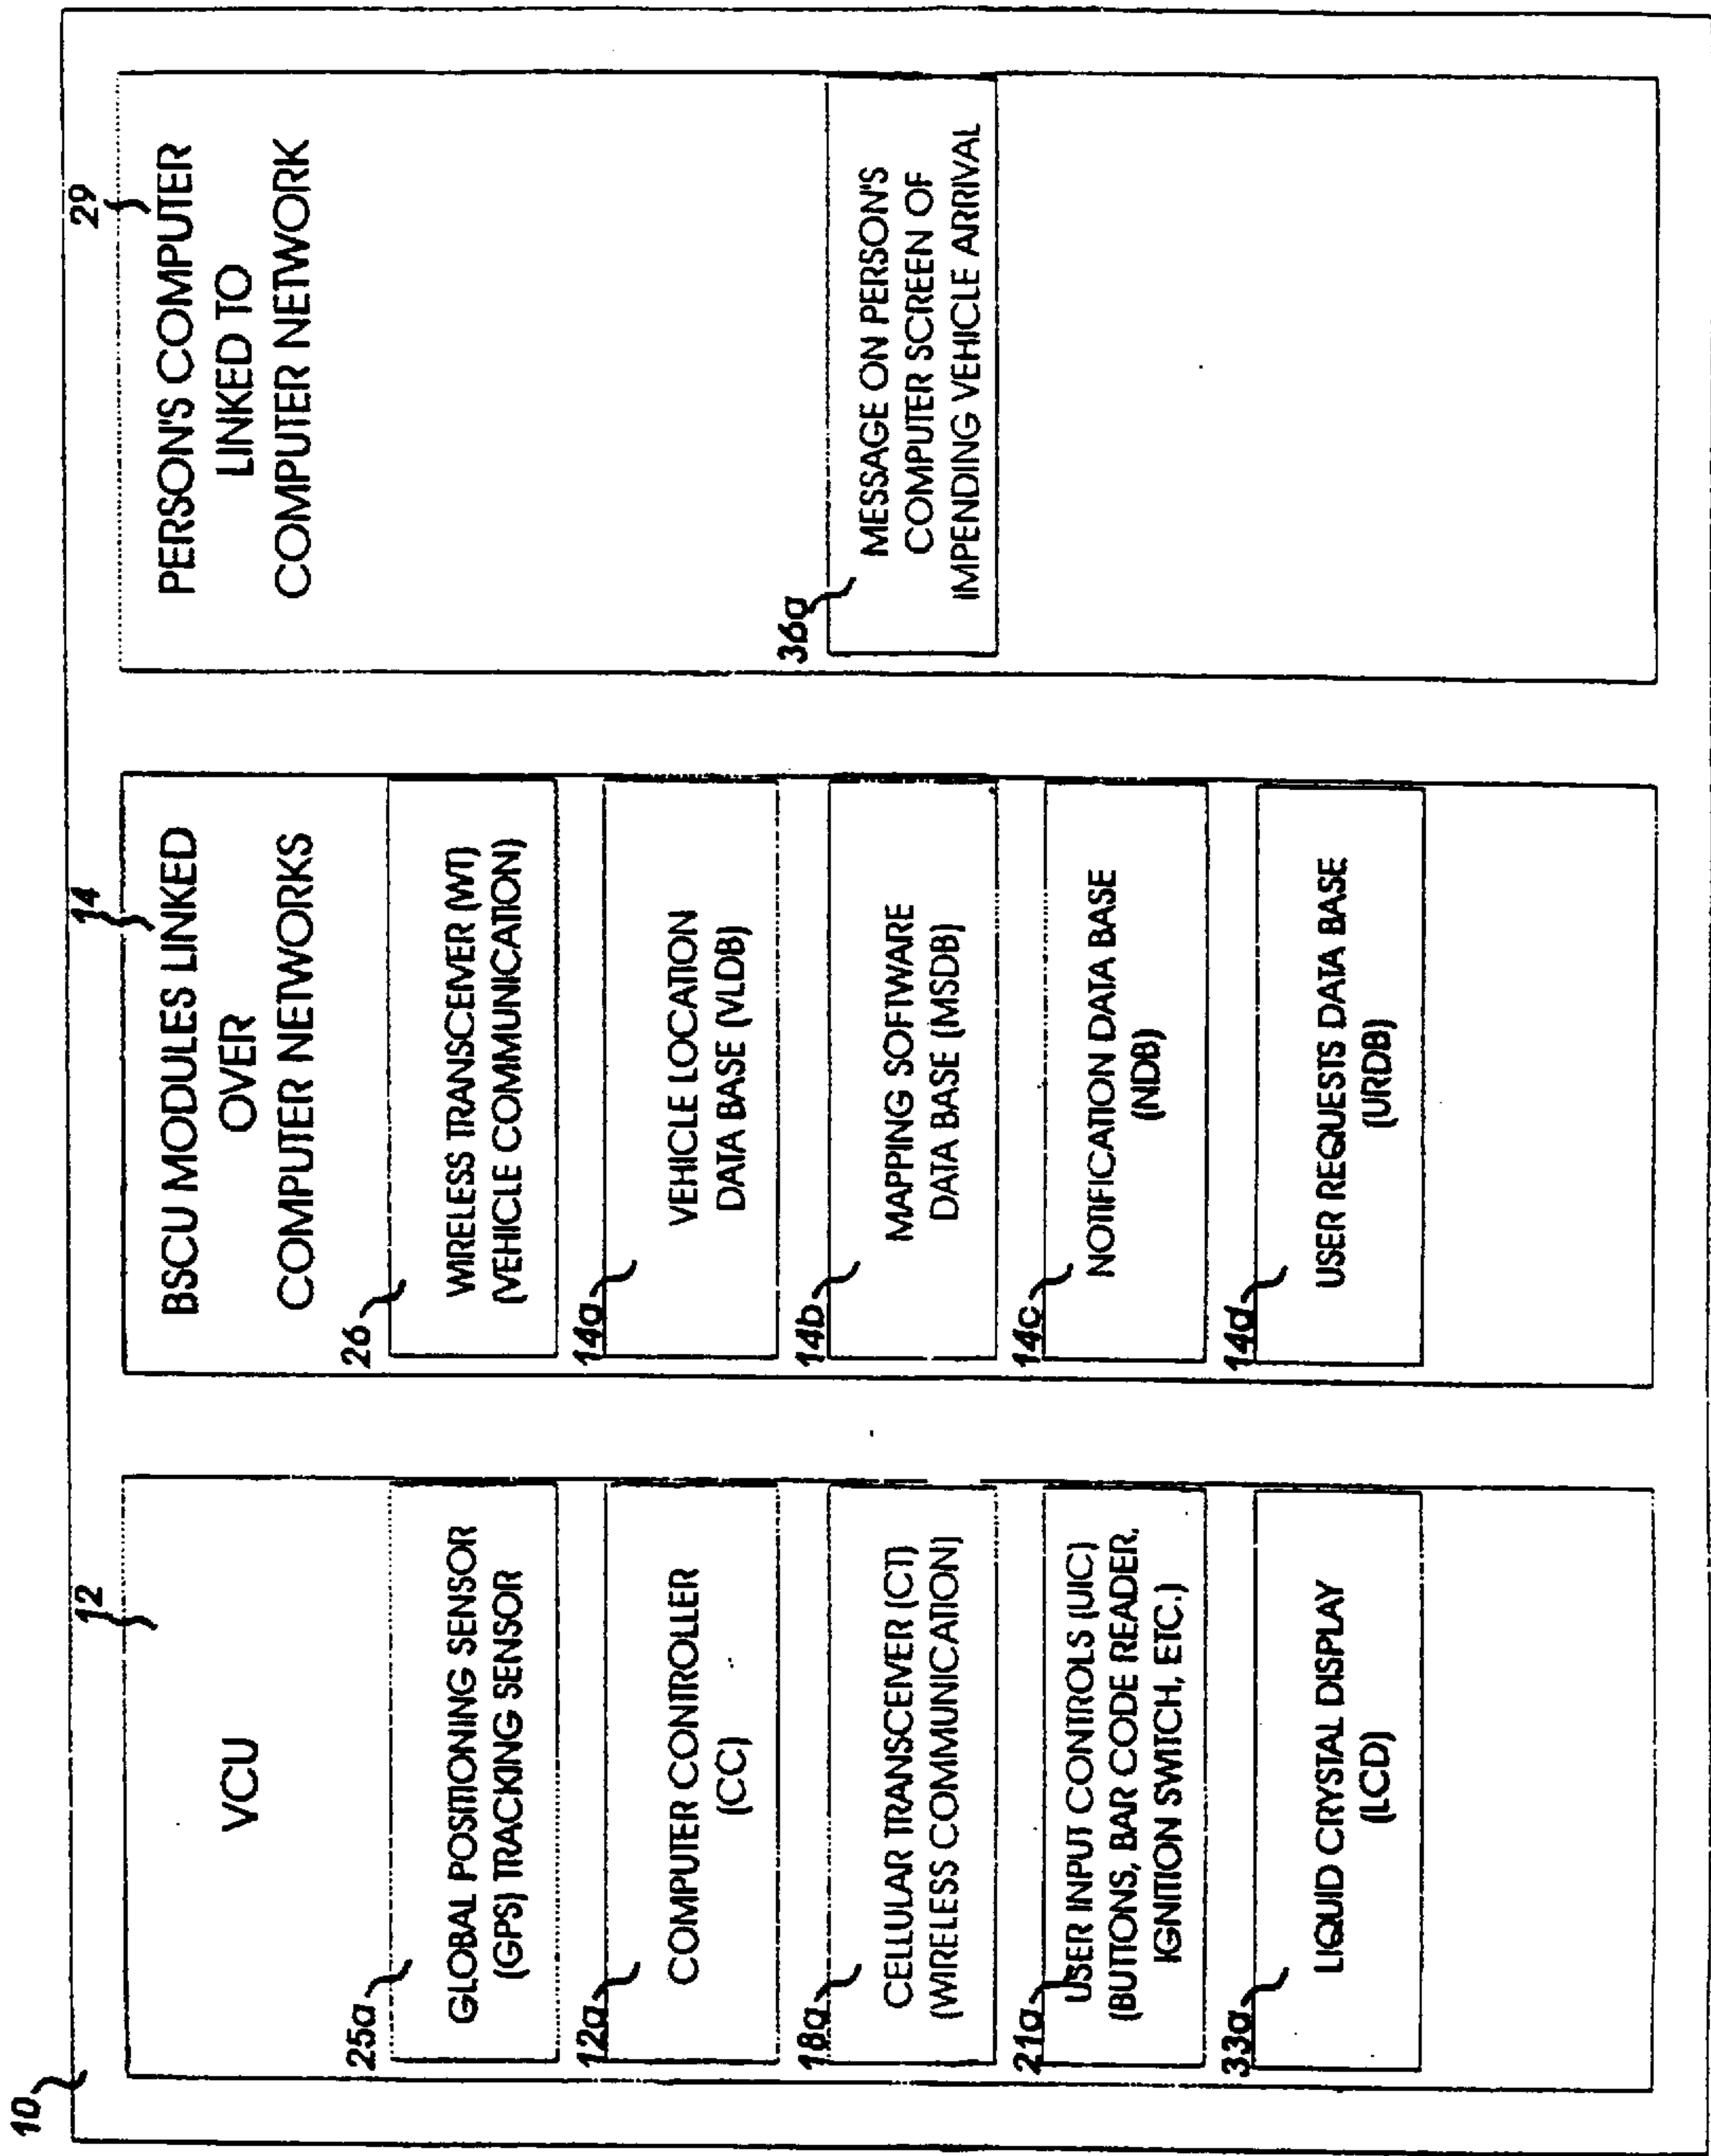 10
12
VCU
25a
GLOBAL POSITIONING SENSOR
(GPS) TRACKING SENSOR
12a
COMPUTER CONTROLLER
(CC)
18a
CELLULAR TRANSCEIVER (CT)
(WIRELESS COMMUNICATION)
21a
USER INPUT CONTROLS (UIC)
(BUTTONS, BAR CODE READER,
IGNITION SWITCH, ETC.)
33a
LIQUID CRYSTAL DISPLAY
(LCD)
14
BSCU MODULES LINKED
OVER
COMPUTER NETWORKS
26
WIRELESS TRANSCEIVER (WT)
(VEHICLE COMMUNICATION)
14a
VEHICLE LOCATION
DATA BASE (VLDB)
14b
MAPPING SOFTWARE
DATA BASE (MSDB)
14c
NOTIFICATION DATA BASE
(NDB)
14d
USER REQUESTS DATA BASE
(URDB)
29
PERSON'S COMPUTER
LINKED TO
COMPUTER NETWORK
36a
MESSAGE ON PERSON'S
COMPUTER SCREEN OF
IMPENDING VEHICLE ARRIVAL